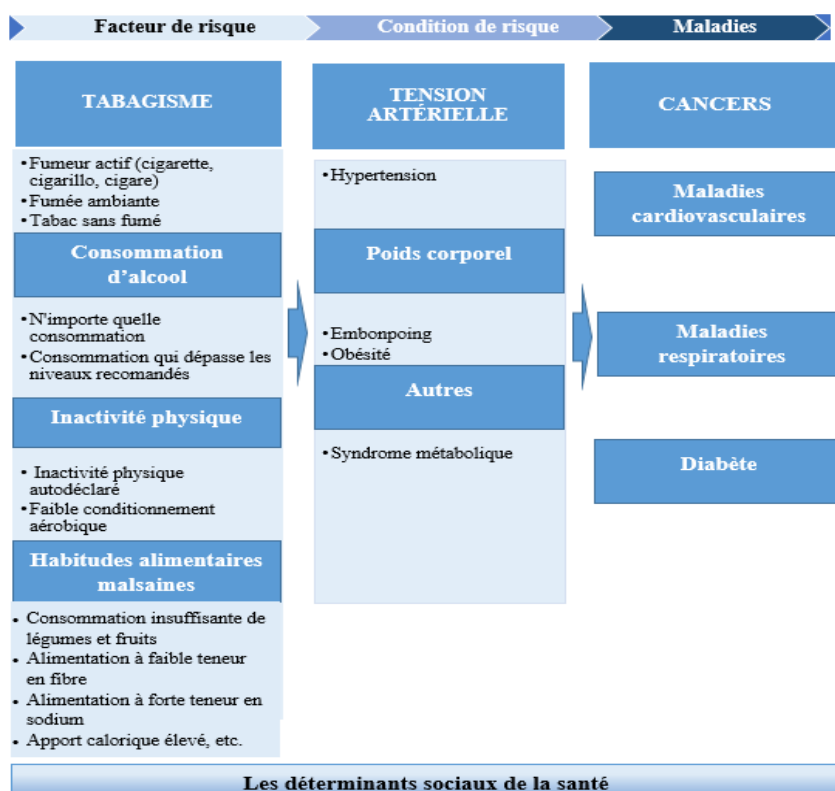 Facteur de risque
Condition de risque
Maladies
TABAGISME
•Fumeur actif (cigarette,
cigarillo, cigare)
•Fumée ambiante
•Tabac sans fumé
Consommation
d'alcool
•N'importe quelle
consommation
•Consommation qui dépasse les
niveaux recomandés
Inactivité physique
• Inactivité physique
autodéclaré
•Faible conditionnement
aérobique
Habitudes alimentaires
malsaines
• Consommation insuffisante de
légumes et fruits
• Alimentation à faible teneur
en fibre
• Alimentation à forte teneur en
sodium
• Apport calorique élevé, etc.
TENSION
ARTÉRIELLE
•Hypertension
Poids corporel
•Embonpoing
•Obésité
Autres
•Syndrome métabolique
CANCERS
Maladies
cardiovasculaires
Maladies
respiratoires
Diabète
Les déterminants sociaux de la santé